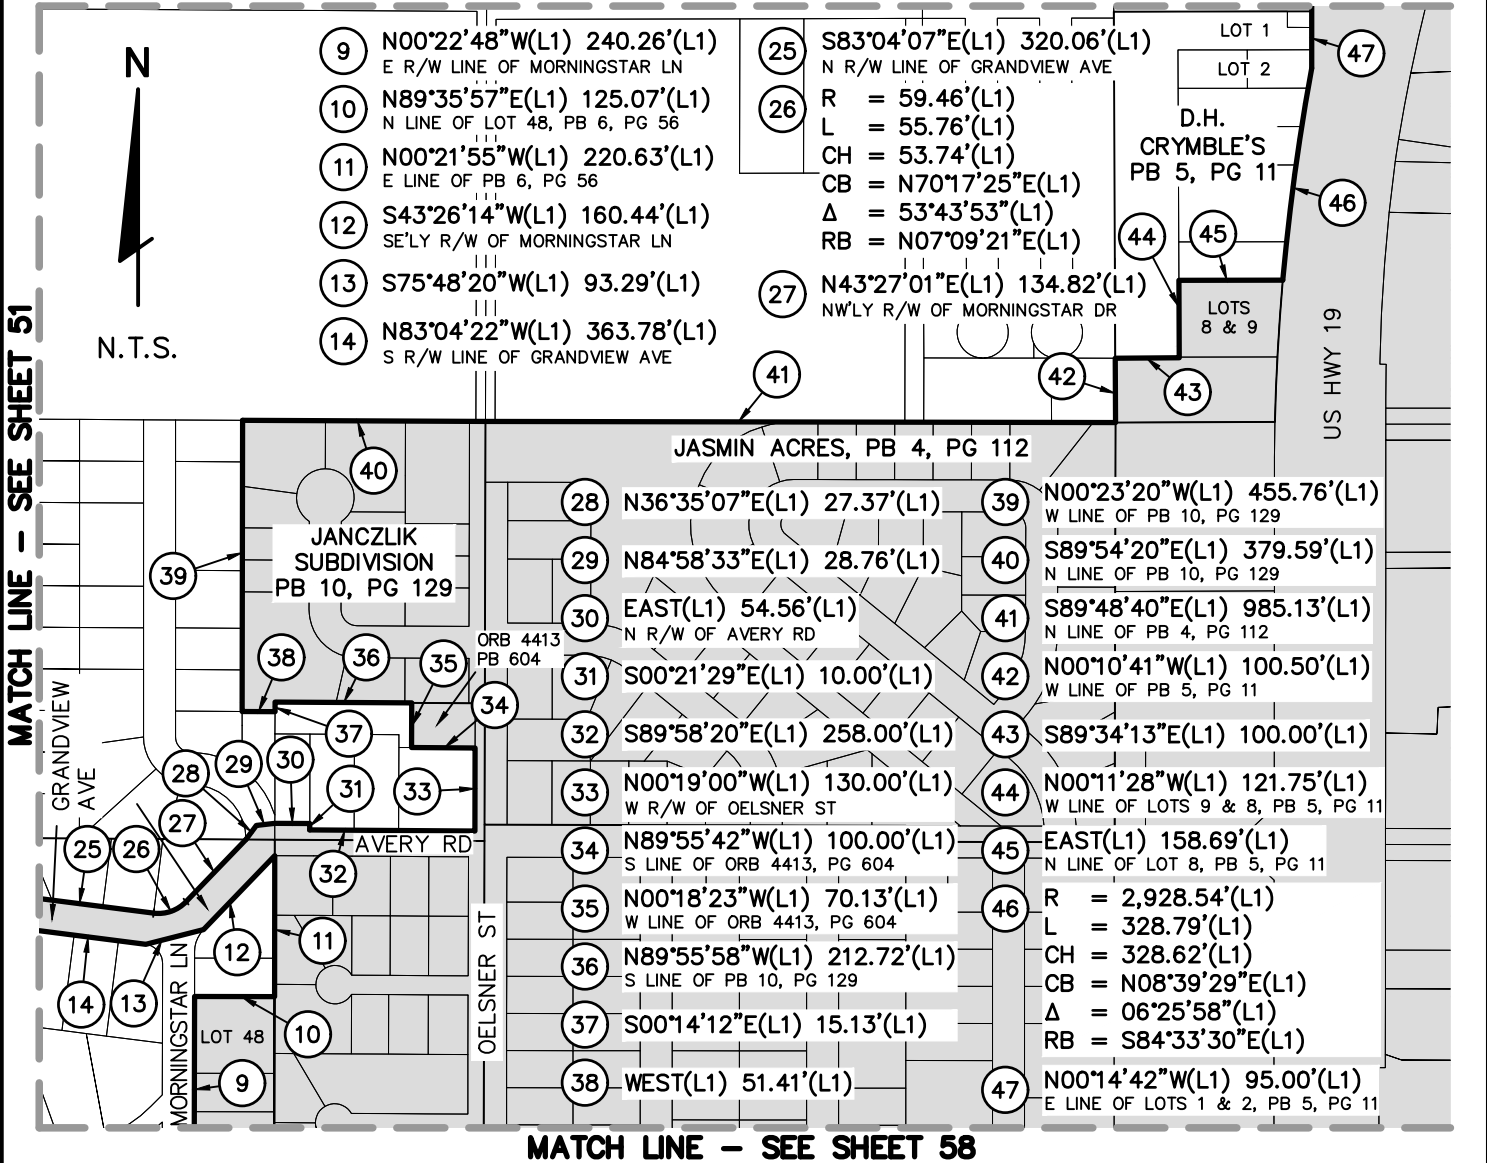 N
N.T.S.
MATCH LINE - SEE SHEET 51
9 N00°22'48"W(L1) 240.26'(L1)
E R/W LINE OF MORNINGSTAR LN
10 N89°35'57"E(L1) 125.07'(L1)
N LINE OF LOT 48, PB 6, PG 56
11 N00°21'55"W(L1) 220.63'(L1)
E LINE OF PB 6, PG 56
12 S43°26'14"W(L1) 160.44'(L1)
SE'LY R/W OF MORNINGSTAR LN
13 S75°48'20"W(L1) 93.29'(L1)
14 N83°04'22"W(L1) 363.78'(L1)
S R/W LINE OF GRANDVIEW AVE
25 S83°04'07"E(L1) 320.06'(L1)
N R/W LINE OF GRANDVIEW AVE
26 R = 59.46'(L1)
L = 55.76'(L1)
CH = 53.74'(L1)
CB = N70°17'25"E(L1)
Δ = 53°43'53"(L1)
RB = N07°09'21"E(L1)
27 N43°27'01"E(L1) 134.82'(L1)
NW'LY R/W OF MORNINGSTAR DR
LOT 1
LOT 2
D.H.
CRYMBLE'S
PB 5, PG 11
47
46
44
45
LOTS
8 & 9
43
42
41
US HWY 19
JASMIN ACRES, PB 4, PG 112
40
JANCZLIK
SUBDIVISION
PB 10, PG 129
39
38
36
35
ORB 4413
PB 604
34
37
33
28
29
30
31
GRANDVIEW
AVE
27
25
26
32
AVERY RD
12
11
14
13
10
LOT 48
9
MORNINGSTAR LN
OELSNER ST
28 N36°35'07"E(L1) 27.37'(L1)
29 N84°58'33"E(L1) 28.76'(L1)
30 EAST(L1) 54.56'(L1)
N R/W OF AVERY RD
31 S00°21'29"E(L1) 10.00'(L1)
32 S89°58'20"E(L1) 258.00'(L1)
33 N00°19'00"W(L1) 130.00'(L1)
W R/W OF OELSNER ST
34 N89°55'42"W(L1) 100.00'(L1)
S LINE OF ORB 4413, PG 604
35 N00°18'23"W(L1) 70.13'(L1)
W LINE OF ORB 4413, PG 604
36 N89°55'58"W(L1) 212.72'(L1)
S LINE OF PB 10, PG 129
37 S00°14'12"E(L1) 15.13'(L1)
38 WEST(L1) 51.41'(L1)
39 N00°23'20"W(L1) 455.76'(L1)
W LINE OF PB 10, PG 129
40 S89°54'20"E(L1) 379.59'(L1)
N LINE OF PB 10, PG 129
41 S89°48'40"E(L1) 985.13'(L1)
N LINE OF PB 4, PG 112
42 N00°10'41"W(L1) 100.50'(L1)
W LINE OF PB 5, PG 11
43 S89°34'13"E(L1) 100.00'(L1)
44 N00°11'28"W(L1) 121.75'(L1)
W LINE OF LOTS 9 & 8, PB 5, PG 11
45 EAST(L1) 158.69'(L1)
N LINE OF LOT 8, PB 5, PG 11
46 R = 2,928.54'(L1)
L = 328.79'(L1)
CH = 328.62'(L1)
CB = N08°39'29"E(L1)
Δ = 06°25'58"(L1)
RB = S84°33'30"E(L1)
47 N00°14'42"W(L1) 95.00'(L1)
E LINE OF LOTS 1 & 2, PB 5, PG 11
MATCH LINE - SEE SHEET 58